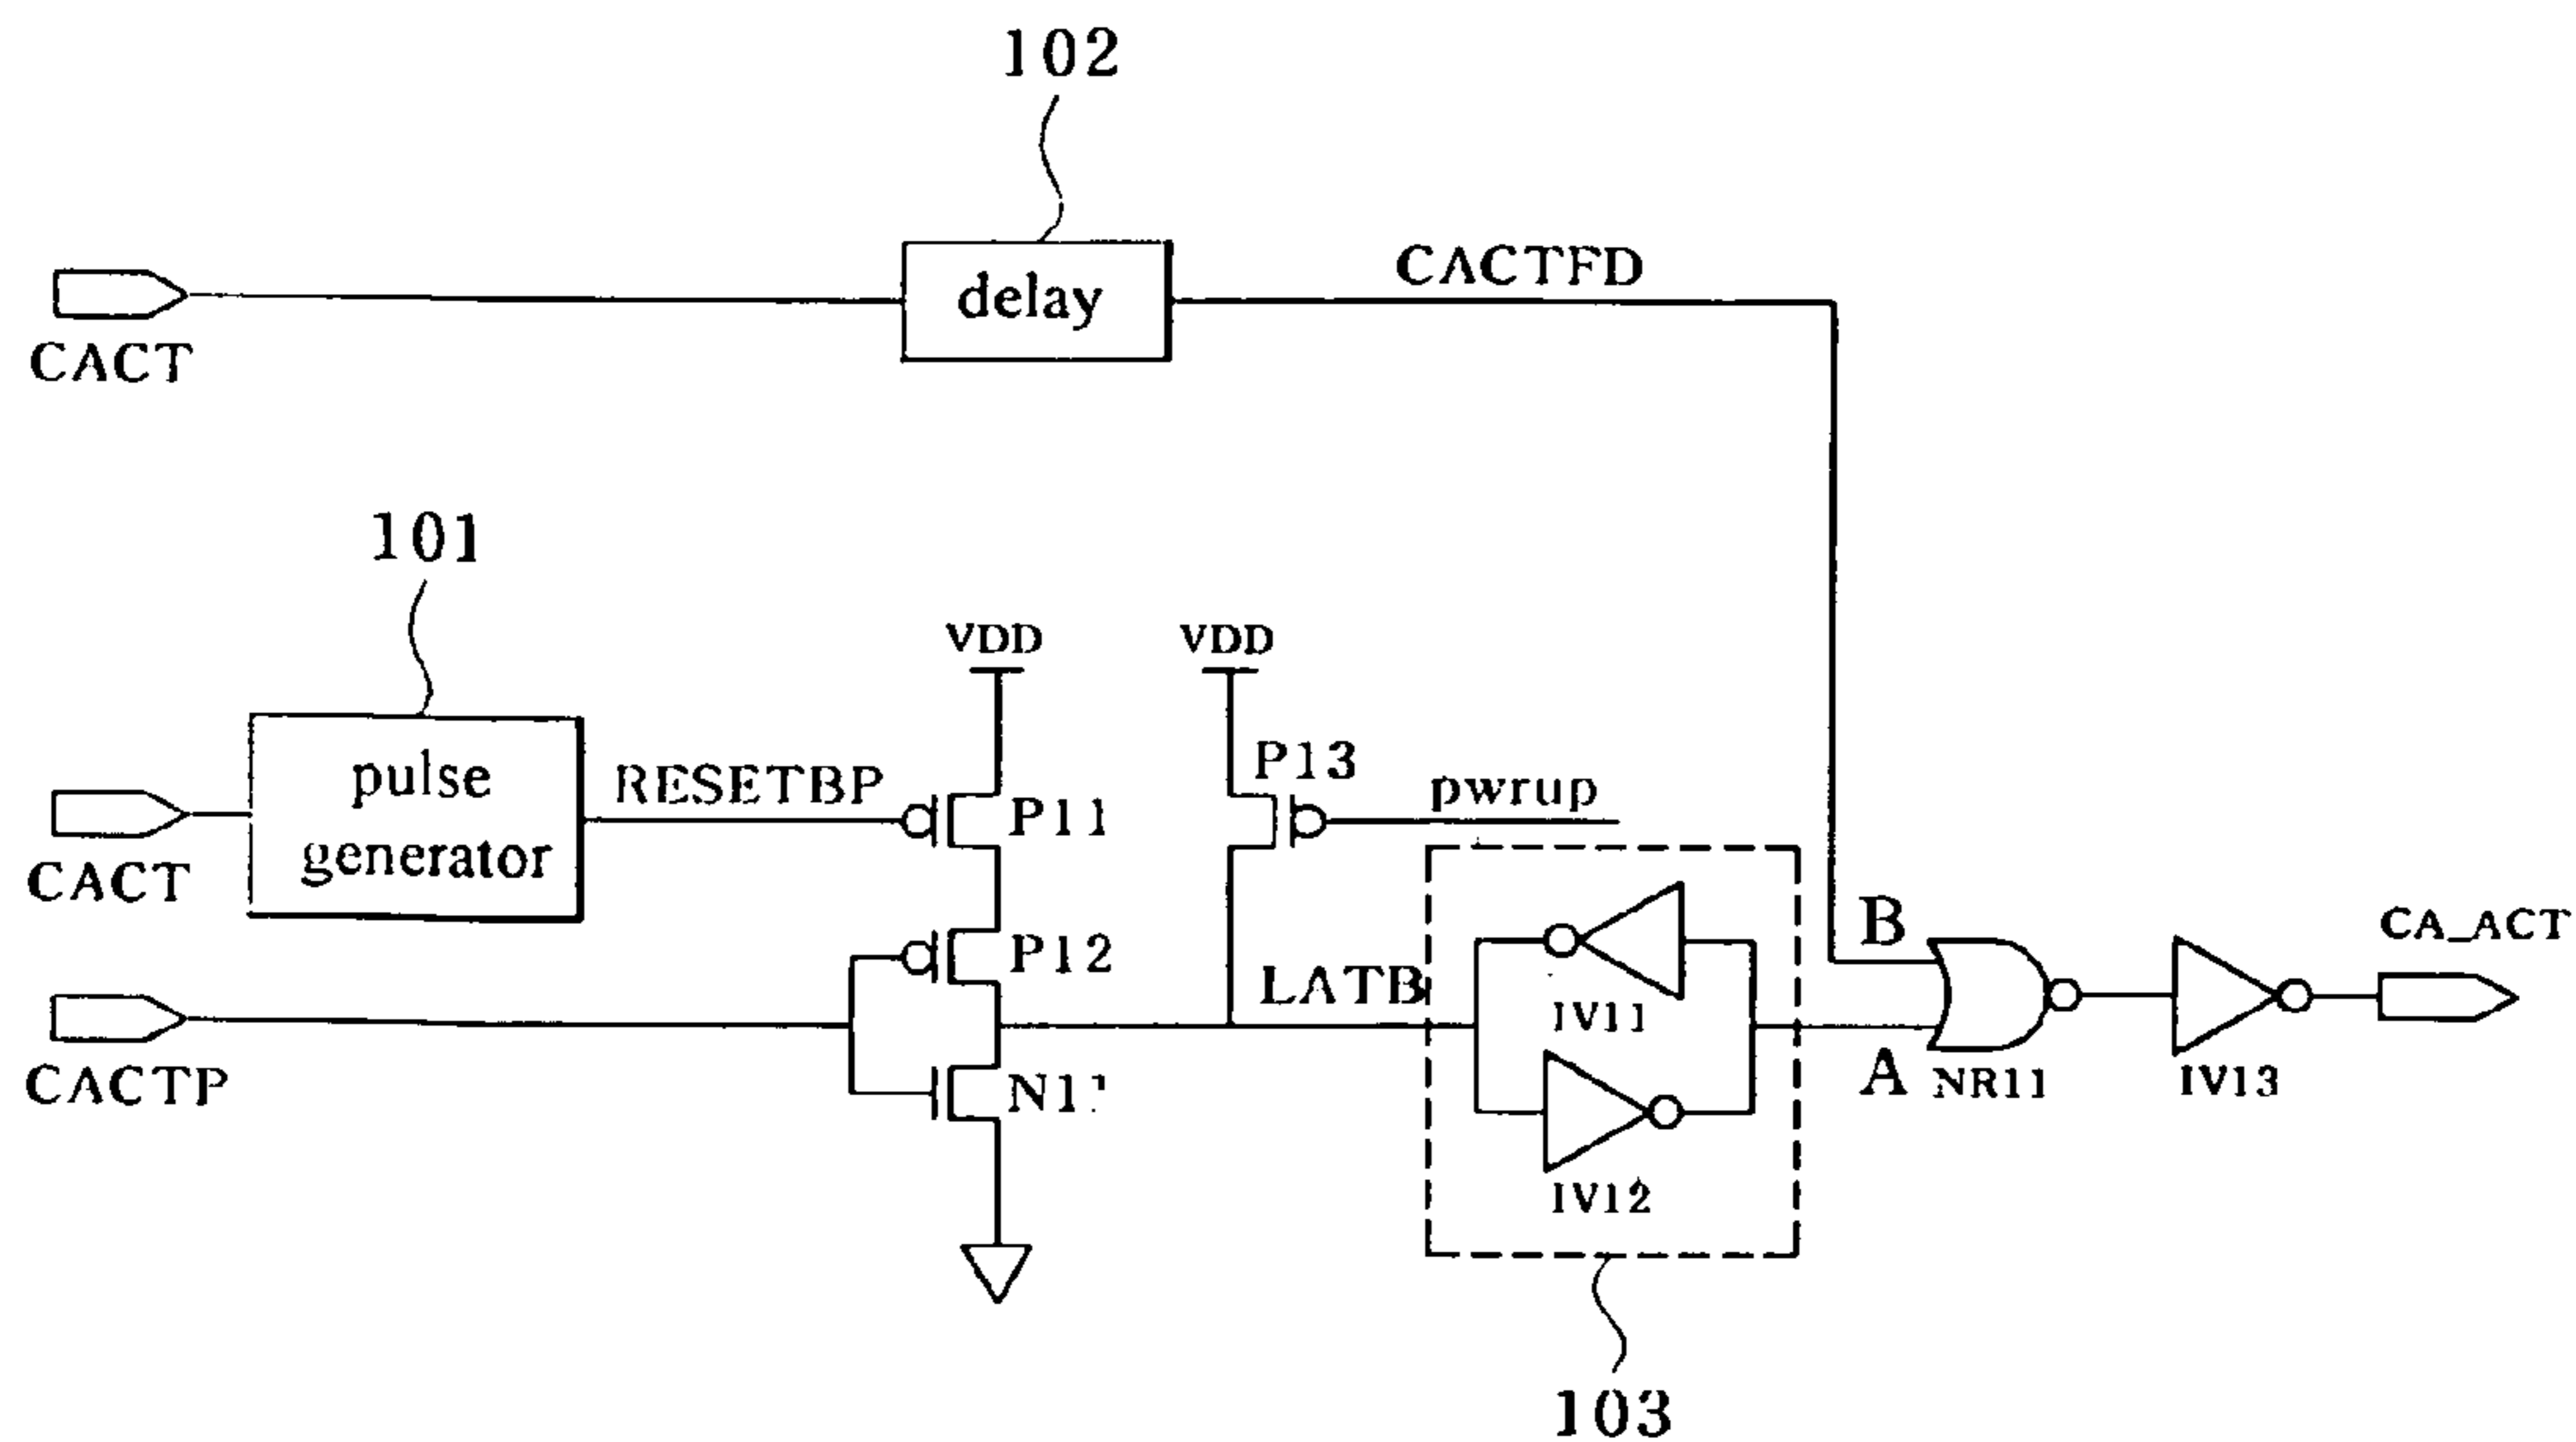 102
delay
CACTFD
CACT
101
pulse
generator
RESETBP
CACT
CACTP
VDD
VDD
P11
P13
pwrup
P12
LATB
IV11
IV12
103
B
A
NR11
IV13
CA_ACT